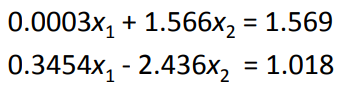 0.0003x₁ + 1.566x₂ = 1.569
0.3454x₁ - 2.436x₂ = 1.018